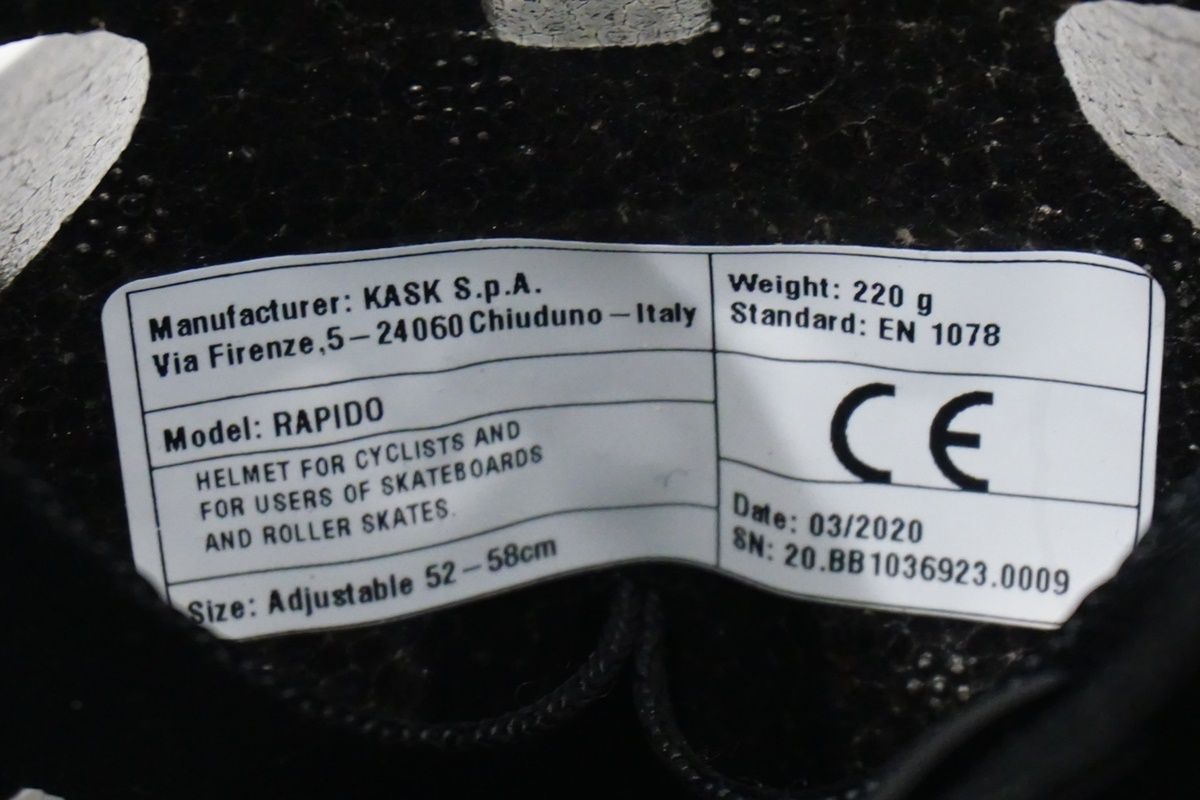 Manufacturer: KASK S.p.A.
Via Firenze,5-24060 Chiuduno-Italy
Model: RAPIDO
HELMET FOR CYCLISTS AND
FOR USERS OF SKATEBOARDS
AND ROLLER SKATES.
Size: Adjustable 52-58cm
Weight: 220 g
Standard: EN 1078
CE
Date: 03/2020
SN: 20.BB1036923.0009